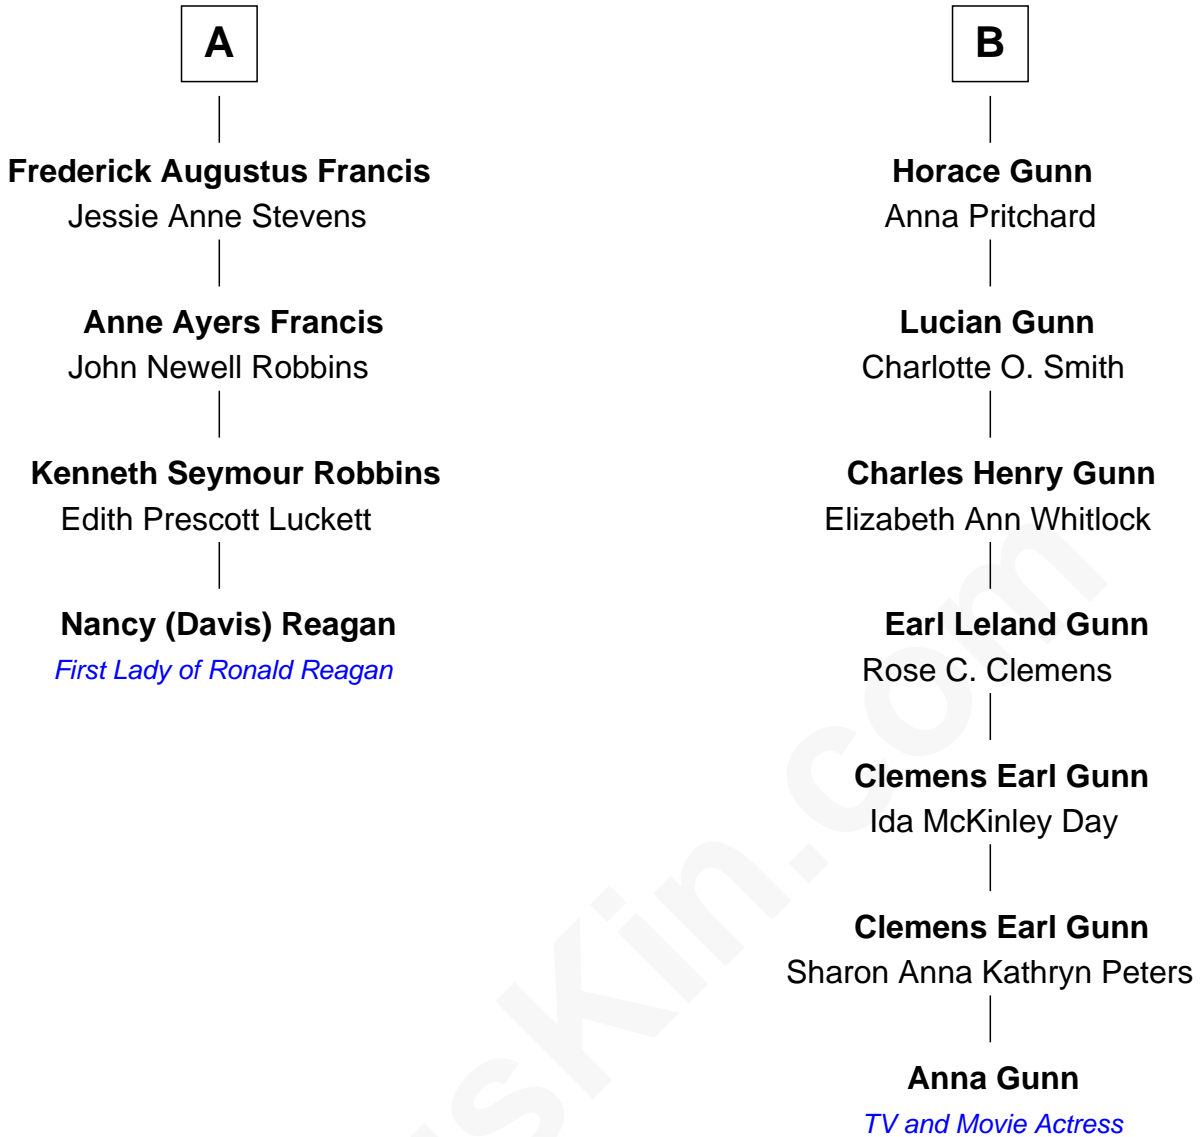 A
Frederick Augustus Francis
Jessie Anne Stevens
Anne Ayers Francis
John Newell Robbins
Kenneth Seymour Robbins
Edith Prescott Luckett
Nancy (Davis) Reagan
First Lady of Ronald Reagan
B
Horace Gunn
Anna Pritchard
Lucian Gunn
Charlotte O. Smith
Charles Henry Gunn
Elizabeth Ann Whitlock
Earl Leland Gunn
Rose C. Clemens
Clemens Earl Gunn
Ida McKinley Day
Clemens Earl Gunn
Sharon Anna Kathryn Peters
Anna Gunn
TV and Movie Actress
sKin.com